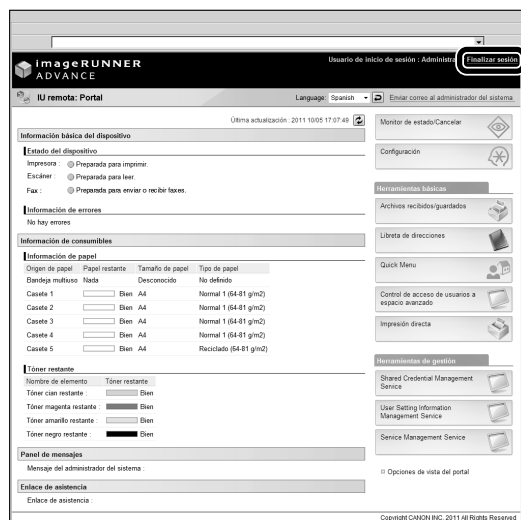 imageRUNNER
ADVANCE
Usuario de inicio de sesión : Administra
Finalizar sesión
IU remota: Portal
Language: Spanish
Enviar correo al administrador del sistema
Última actualización : 2011 10/05 17:07:49
Información básica del dispositivo
Estado del dispositivo
Impresora : Preparada para imprimir.
Escáner : Preparada para leer.
Fax : Preparada para enviar o recibir faxes.
Información de errores
No hay errores
Información de consumibles
Información de papel
Origen de papel Papel restante Tamaño de papel Tipo de papel
Bandeja multiuso Nada Desconocido No definido
Casete 1 Bien A4 Normal 1 (64-81 g/m2)
Casete 2 Bien A4 Normal 1 (64-81 g/m2)
Casete 3 Bien A4 Normal 1 (64-81 g/m2)
Casete 4 Bien A4 Normal 1 (64-81 g/m2)
Casete 5 Bien A4 Reciclado (64-81 g/m2)
Tóner restante
Nombre de elemento Tóner restante
Tóner cian restante : Bien
Tóner magenta restante : Bien
Tóner amarillo restante : Bien
Tóner negro restante : Bien
Panel de mensajes
Mensaje del administrador del sistema :
Enlace de asistencia
Enlace de asistencia :
Monitor de estado/Cancelar
Configuración
Herramientas básicas
Archivos recibidos/guardados
Libreta de direcciones
Quick Menu
Control de acceso de usuarios a
espacio avanzado
Impresión directa
Herramientas de gestión
Shared Credential Management
Service
User Setting Information
Management Service
Service Management Service
Opciones de vista del portal
Copyright CANON INC. 2011 All Rights Reserved